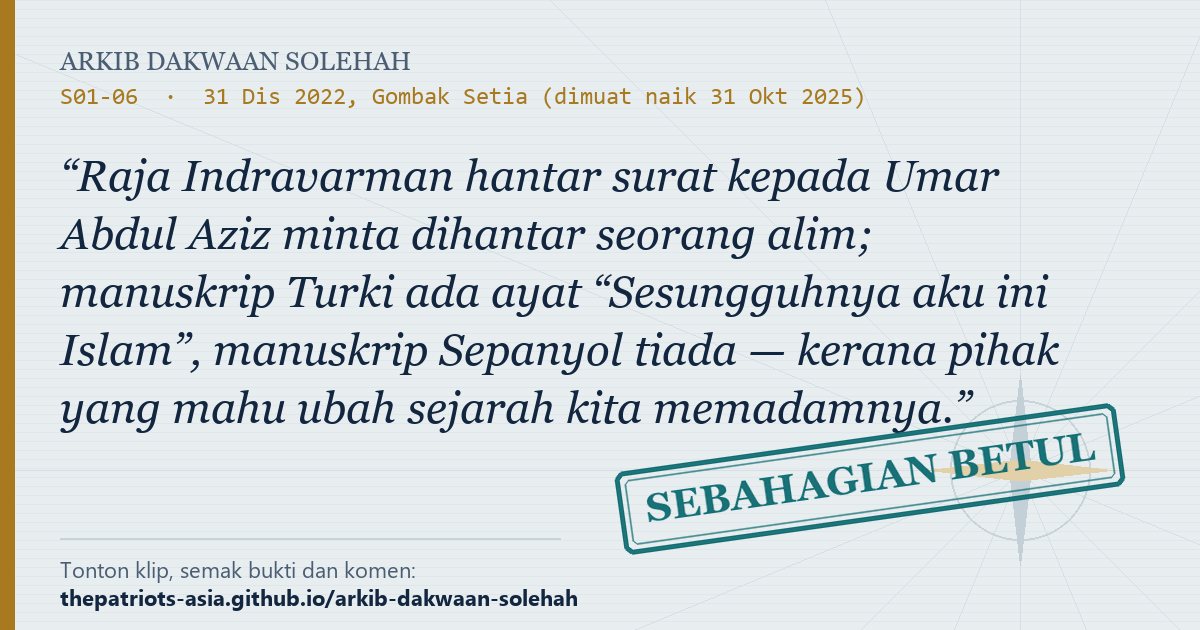 ARKIB DAKWAAN SOLEHAH
S01-06 · 31 Dis 2022, Gombak Setia (dimuat naik 31 Okt 2025)
“Raja Indravarman hantar surat kepada Umar
Abdul Aziz minta dihantar seorang alim;
manuskrip Turki ada ayat “Sesungguhnya aku ini
Islam”, manuskrip Sepanyol tiada — kerana pihak
yang mahu ubah sejarah kita memadamnya.”
SEBAHAGIAN BETUL
Tonton klip, semak bukti dan komen:
thepatriots-asia.github.io/arkib-dakwaan-solehah